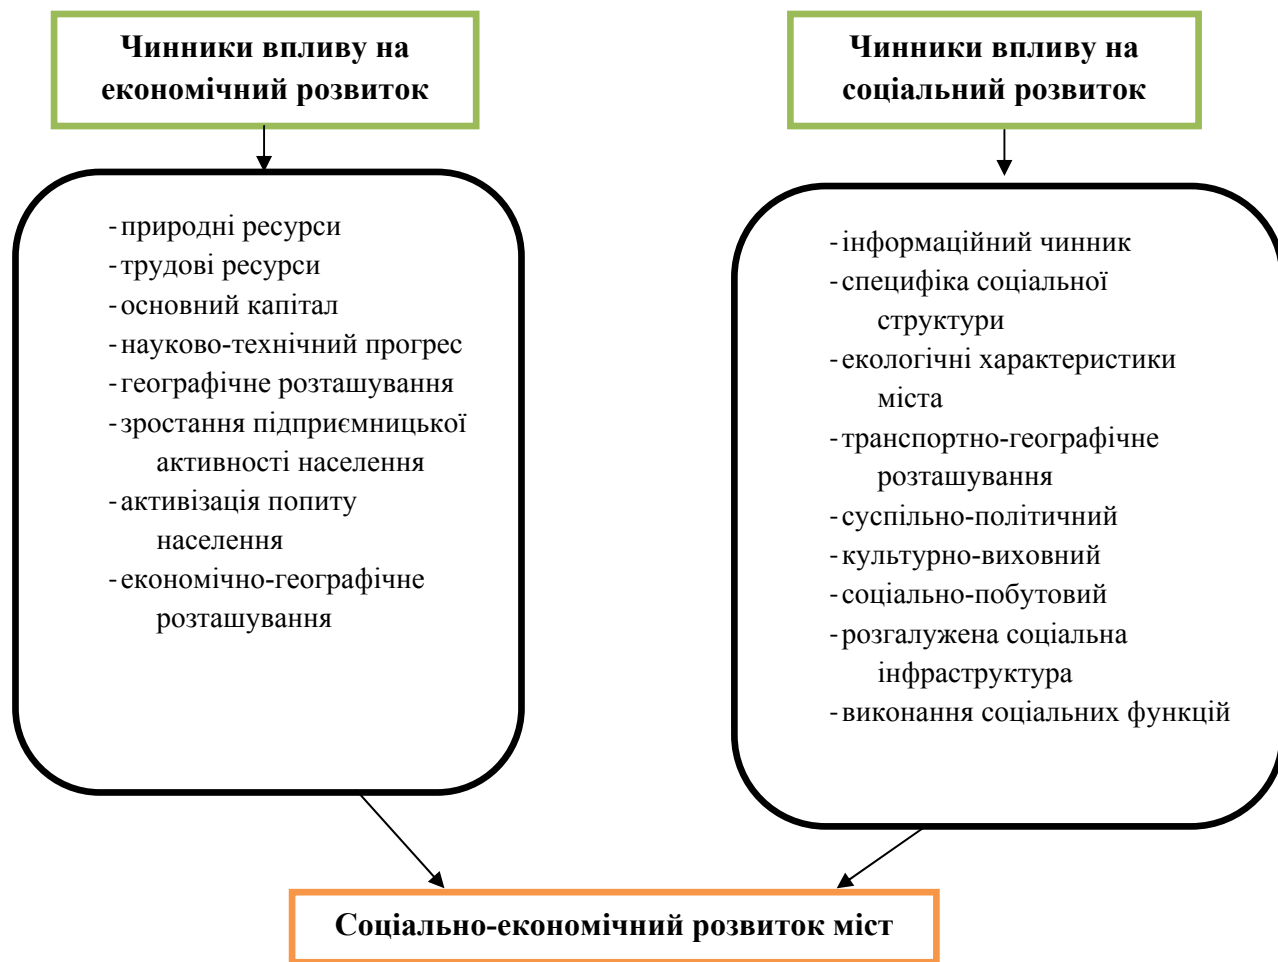 Чинники впливу на
економічний розвиток
- природні ресурси
- трудові ресурси
- основний капітал
- науково-технічний прогрес
- географічне розташування
- зростання підприємницької
активності населення
- активізація попиту
населення
- економічно-географічне
розташування
Чинники впливу на
соціальний розвиток
- інформаційний чинник
- специфіка соціальної
структури
- екологічні характеристики
міста
- транспортно-географічне
розташування
- суспільно-політичний
- культурно-виховний
- соціально-побутовий
- розгалужена соціальна
інфраструктура
- виконання соціальних функцій
Соціально-економічний розвиток міст